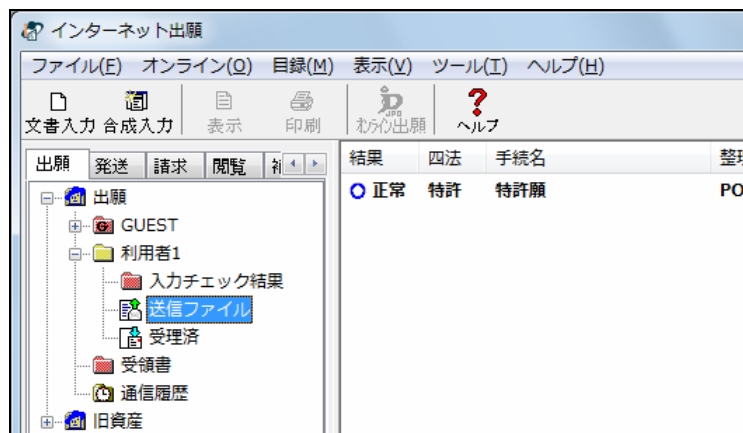 インターネット出願
ファイル(F) オンライン(O) 目録(M) 表示(V) ツール(T) ヘルプ(H)
文書入力 合成入力 表示 印刷 オンライン出願 ヘルプ
出願 発送 請求 閲覧
結果 四法 手続名
出願
正常 特許 特許願 PO
GUEST
利用者1
入力チェック結果
送信ファイル
受理済
受領書
通信履歴
旧資産